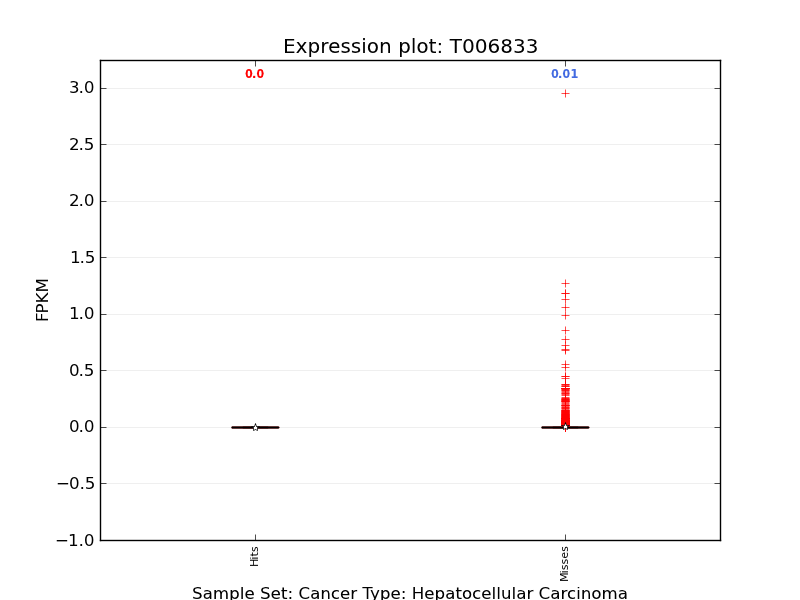 Expression plot: T006833
0.0
0.01
3.0
2.5
2.0
1.5
1.0
0.5
0.0
−0.5
−1.0
FPKM
Hits
Misses
Sample Set: Cancer Type: Hepatocellular Carcinoma